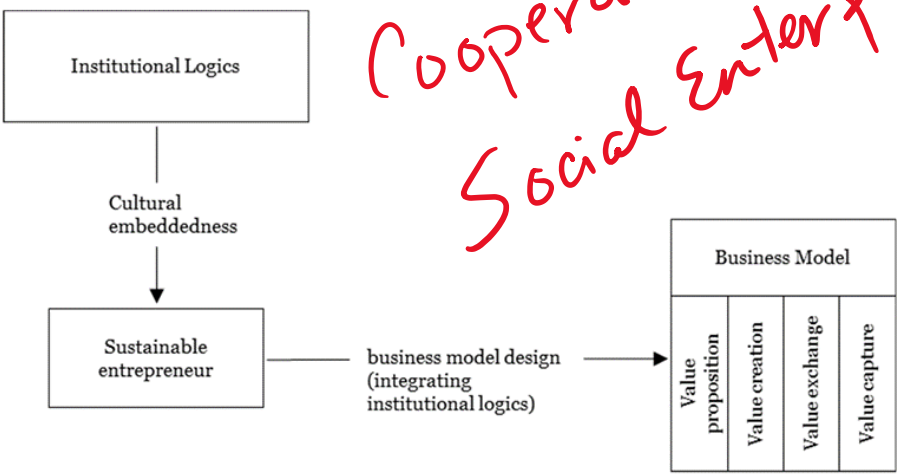 Institutional Logics
Social
Cultural
embeddedness
Business Model
Sustainable
entrepreneur
business model design
(integrating
institutional logics)
Value
proposition
Value creation
Value exchange
Value capture